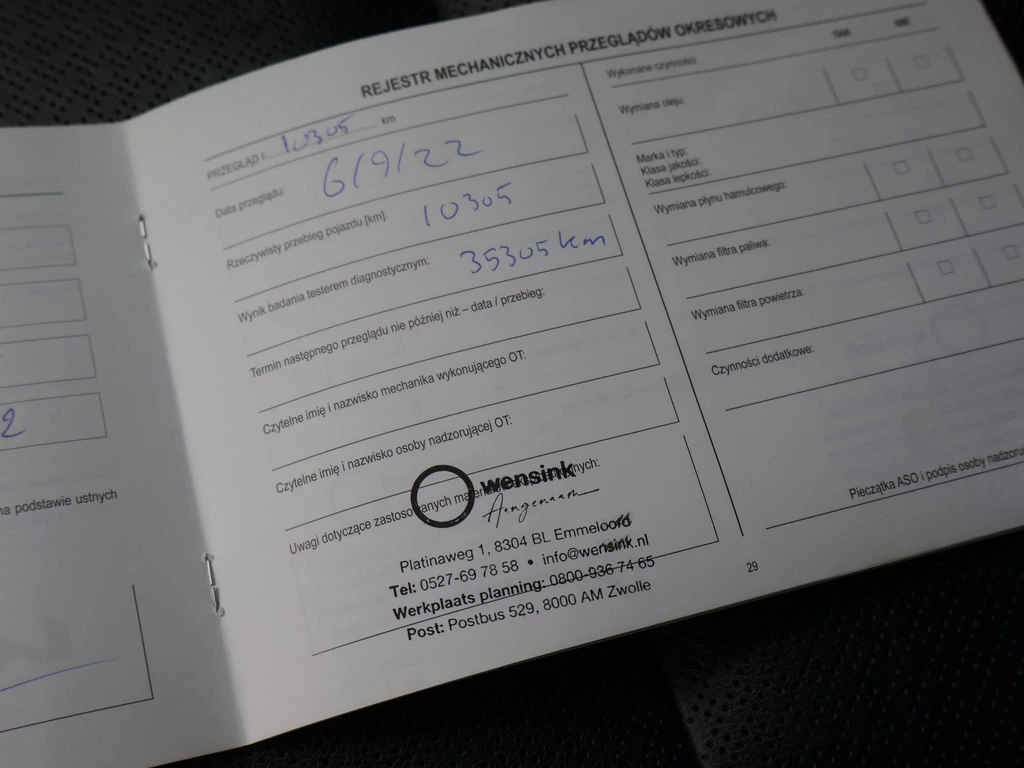 REJESTR MECHANICZNYCH PRZEGLĄDÓW OKRESOWYCH
PRZEGLĄD I 10305 km
Data przeglądu: 6/9/22
Rzeczywisty przebieg pojazdu [km]: 10305
Wynik badania testerem diagnostycznym: 35305 km
Termin następnego przeglądu nie później niż – data / przebieg:
Czytelne imię i nazwisko mechanika wykonującego OT:
Czytelne imię i nazwisko osoby nadzorującej OT:
Uwagi dotyczące zastosowanych
wensink
Aangenaam
Platinaweg 1, 8304 BL Emmeloord
Tel: 0527-69 78 58 • info@wensink.nl
Werkplaats planning: 0800-936 74 65
Post: Postbus 529, 8000 AM Zwolle
TAK NIE
Wykonane czynności:
Wymiana oleju:
Marka i typ:
Klasa jakości:
Klasa lepkości:
Wymiana płynu hamulcowego:
Wymiana filtra paliwa:
Wymiana filtra powietrza:
Czynności dodatkowe:
Pieczątka ASO i podpis osoby
29
2
na podstawie ustnych